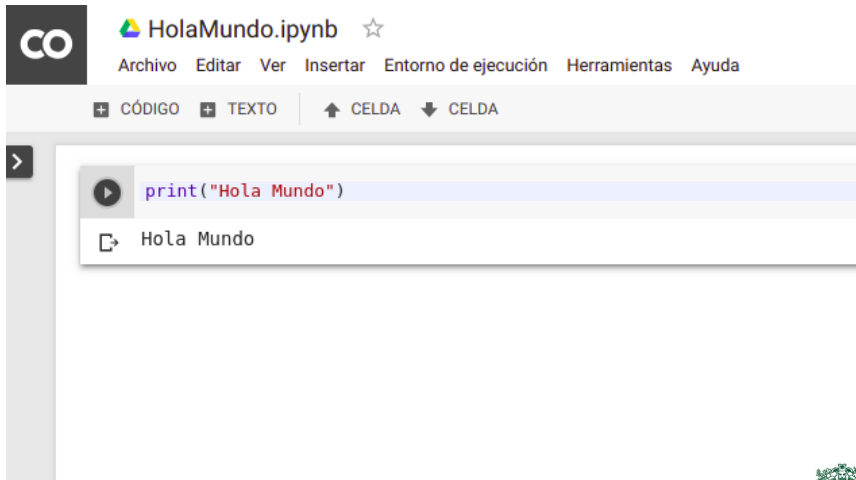 CO HolaMundo.ipynb
Archivo Editar Ver Insertar Entorno de ejecución Herramientas Ayuda
CÓDIGO TEXTO CELDA CELDA
print("Hola Mundo")
Hola Mundo